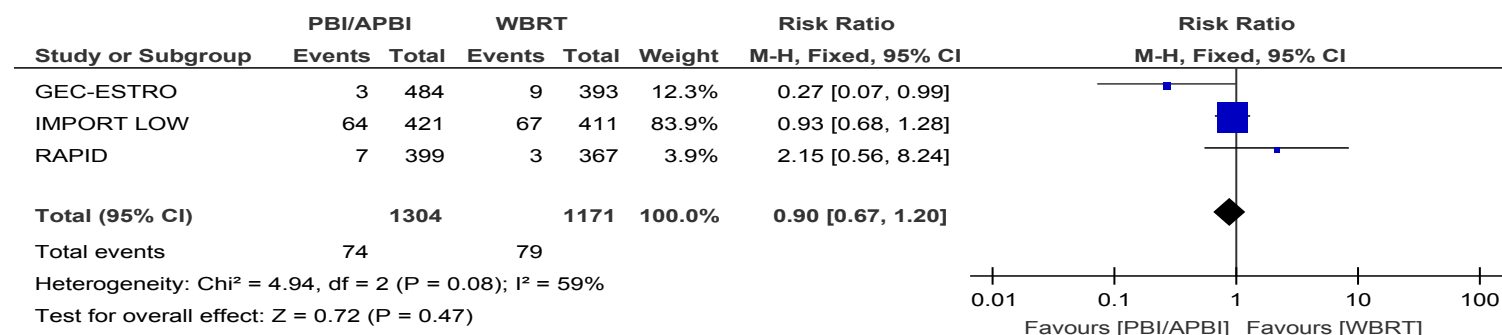 PBI/APBI WBRT Risk Ratio Risk Ratio
Study or Subgroup Events Total Events Total Weight M-H, Fixed, 95% CI M-H, Fixed, 95% CI
GEC-ESTRO 3 484 9 393 12.3% 0.27 [0.07, 0.99]
IMPORT LOW 64 421 67 411 83.9% 0.93 [0.68, 1.28]
RAPID 7 399 3 367 3.9% 2.15 [0.56, 8.24]
Total (95% CI) 1304 1171 100.0% 0.90 [0.67, 1.20]
Total events 74 79
Heterogeneity: Chi² = 4.94, df = 2 (P = 0.08); I² = 59%
Test for overall effect: Z = 0.72 (P = 0.47)
0.01 0.1 1 10 100
Favours [PBI/APBI] Favours [WBRT]